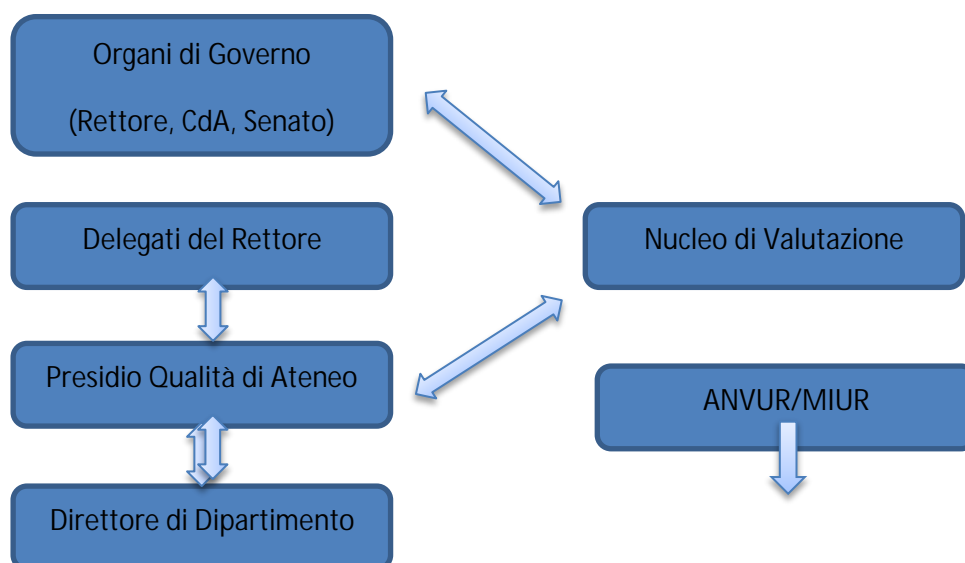 Organi di Governo
(Rettore, CdA, Senato)
Delegati del Rettore
Nucleo di Valutazione
Presidio Qualità di Ateneo
ANVUR/MIUR
Direttore di Dipartimento